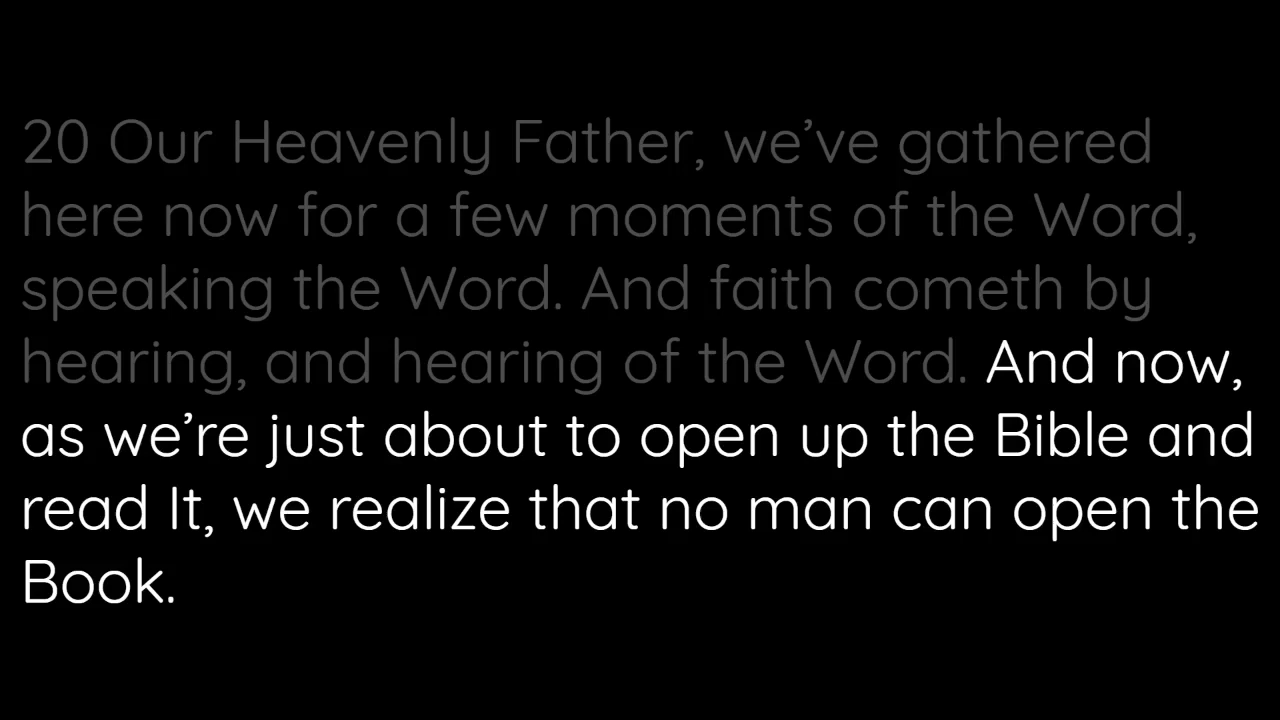 20 Our Heavenly Father, we’ve gathered
here now for a few moments of the Word,
speaking the Word. And faith cometh by
hearing, and hearing of the Word. And now,
as we’re just about to open up the Bible and
read It, we realize that no man can open the
Book.